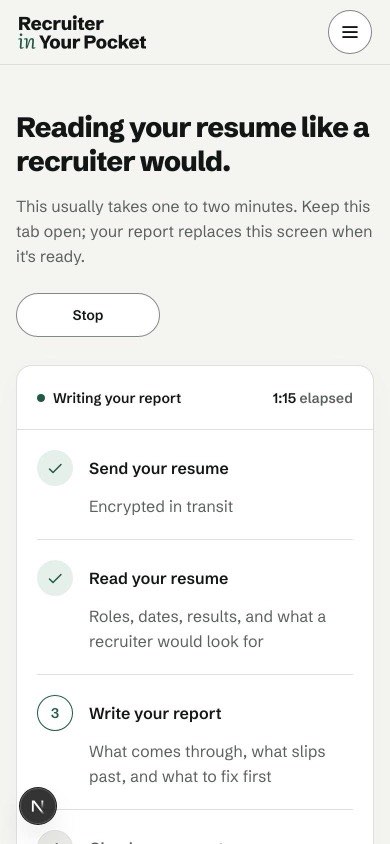 Recruiter
in Your Pocket
Reading your resume like a
recruiter would.
This usually takes one to two minutes. Keep this
tab open; your report replaces this screen when
it's ready.
Stop
Writing your report 1:15 elapsed
Send your resume
Encrypted in transit
Read your resume
Roles, dates, results, and what a
recruiter would look for
3 Write your report
What comes through, what slips
past, and what to fix first
N